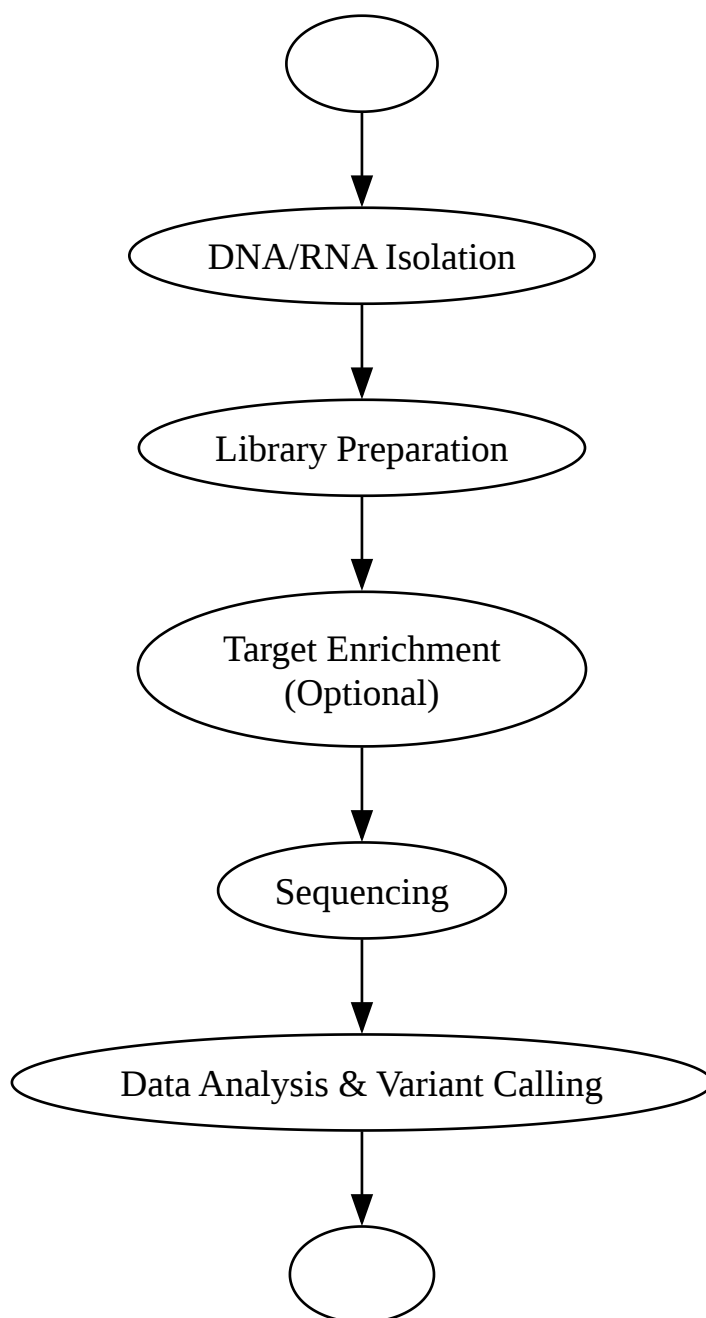 DNA/RNA Isolation
Library Preparation
Target Enrichment
(Optional)
Sequencing
Data Analysis & Variant Calling